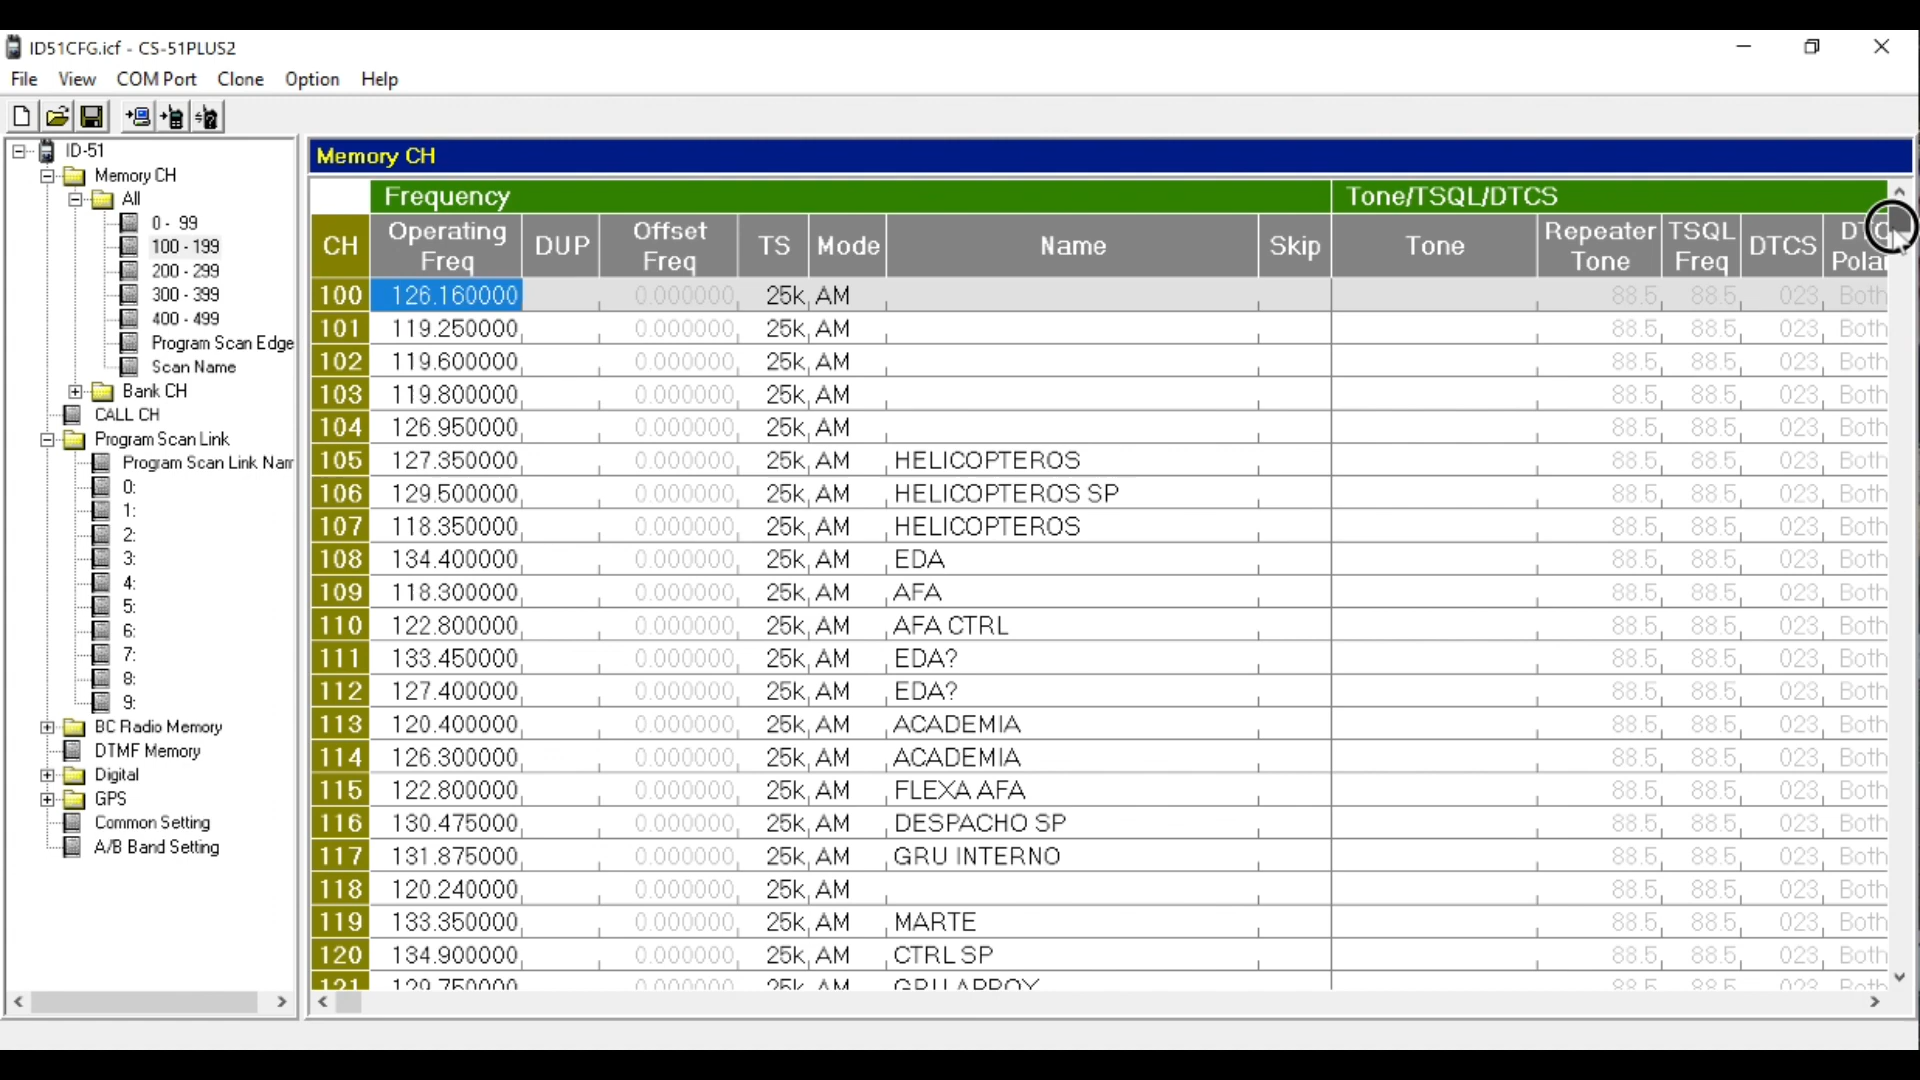 ID51CFG.icf - CS-51PLUS2
File View COM Port Clone Option Help
ID-51
Memory CH
All
0 - 99
100 - 199
200 - 299
300 - 399
400 - 499
Program Scan Edge
Scan Name
Bank CH
CALL CH
Program Scan Link
Program Scan Link Nam
0:
1:
2:
3:
4:
5:
6:
7:
8:
9:
BC Radio Memory
DTMF Memory
Digital
GPS
Common Setting
A/B Band Setting
Memory CH
Frequency Tone/TSQL/DTCS
CH Operating Freq DUP Offset Freq TS Mode Name Skip Tone Repeater Tone TSQL Freq DTCS DTC Polar
100 126.160000 0.000000 25k AM 88.5 88.5 023 Both
101 119.250000 0.000000 25k AM 88.5 88.5 023 Both
102 119.600000 0.000000 25k AM 88.5 88.5 023 Both
103 119.800000 0.000000 25k AM 88.5 88.5 023 Both
104 126.950000 0.000000 25k AM 88.5 88.5 023 Both
105 127.350000 0.000000 25k AM HELICOPTEROS 88.5 88.5 023 Both
106 129.500000 0.000000 25k AM HELICOPTEROS SP 88.5 88.5 023 Both
107 118.350000 0.000000 25k AM HELICOPTEROS 88.5 88.5 023 Both
108 134.400000 0.000000 25k AM EDA 88.5 88.5 023 Both
109 118.300000 0.000000 25k AM AFA 88.5 88.5 023 Both
110 122.800000 0.000000 25k AM AFA CTRL 88.5 88.5 023 Both
111 133.450000 0.000000 25k AM EDA? 88.5 88.5 023 Both
112 127.400000 0.000000 25k AM EDA? 88.5 88.5 023 Both
113 120.400000 0.000000 25k AM ACADEMIA 88.5 88.5 023 Both
114 126.300000 0.000000 25k AM ACADEMIA 88.5 88.5 023 Both
115 122.800000 0.000000 25k AM FLEXA AFA 88.5 88.5 023 Both
116 130.475000 0.000000 25k AM DESPACHO SP 88.5 88.5 023 Both
117 131.875000 0.000000 25k AM GRU INTERNO 88.5 88.5 023 Both
118 120.240000 0.000000 25k AM 88.5 88.5 023 Both
119 133.350000 0.000000 25k AM MARTE 88.5 88.5 023 Both
120 134.900000 0.000000 25k AM CTRL SP 88.5 88.5 023 Both
121 129.750000 0.000000 25k AM GRU APROX 88.5 88.5 023 Both